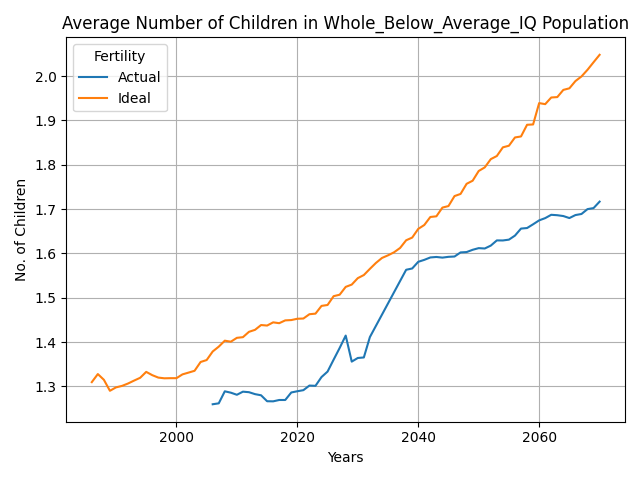 Average Number of Children in Whole_Below_Average_IQ Population
Fertility
Actual
Ideal
No. of Children
2.0
1.9
1.8
1.7
1.6
1.5
1.4
1.3
2000
2020
2040
2060
Years